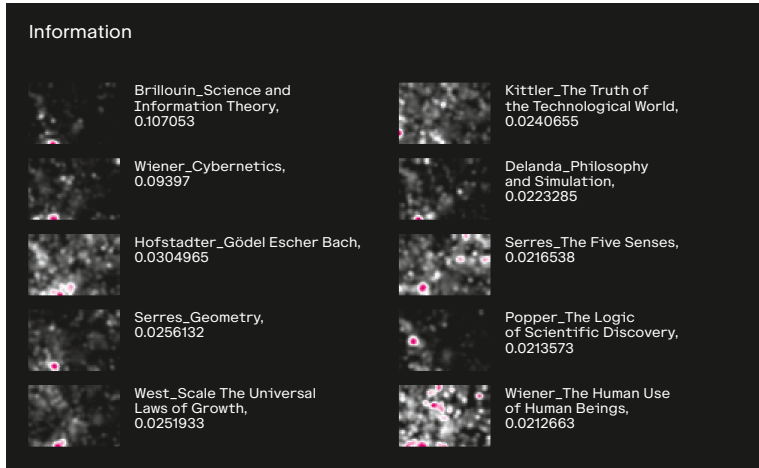 Information
Brillouin_Science and
Information Theory,
0.107053
Wiener_Cybernetics,
0.09397
Hofstadter_Gödel Escher Bach,
0.0304965
Serres_Geometry,
0.0256132
West_Scale The Universal
Laws of Growth,
0.0251933
Kittler_The Truth of
the Technological World,
0.0240655
Delanda_Philosophy
and Simulation,
0.0223285
Serres_The Five Senses,
0.0216538
Popper_The Logic
of Scientific Discovery,
0.0213573
Wiener_The Human Use
of Human Beings,
0.0212663